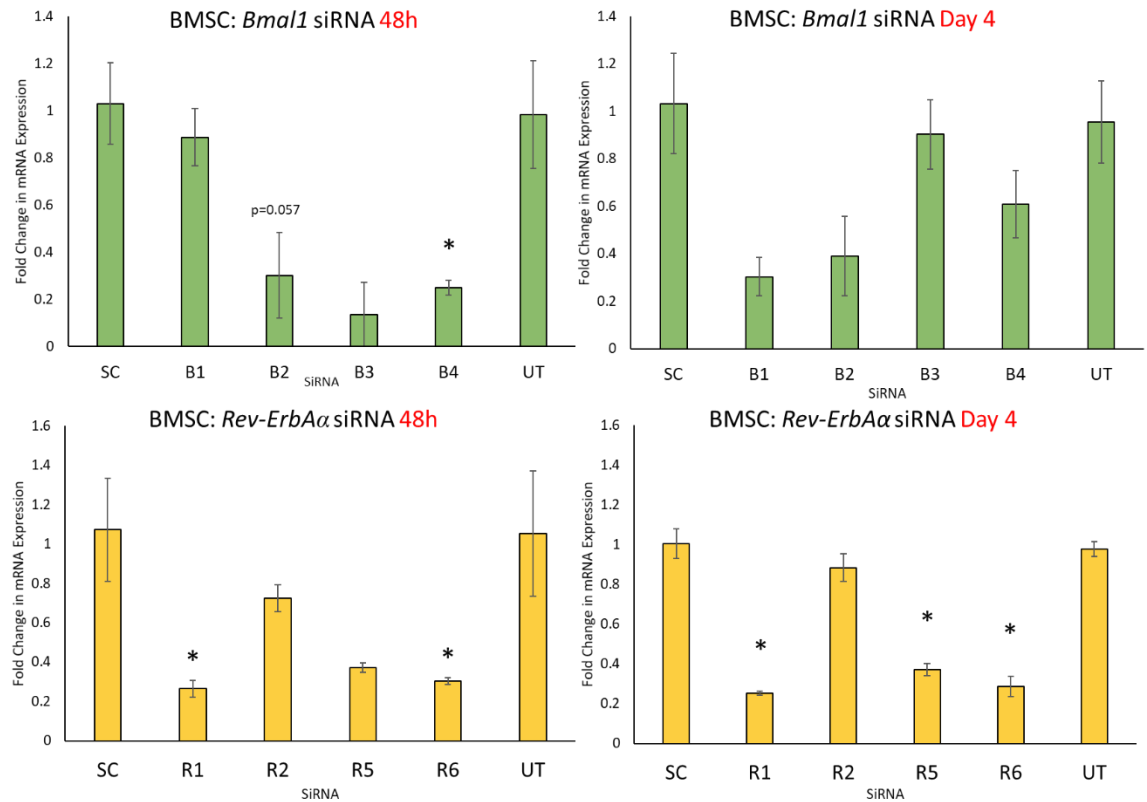 BMSC: Bmal1 siRNA 48h
Fold Change in mRNA Expression
1.4
1.2
1
0.8
0.6
0.4
0.2
0
p=0.057
*
SC B1 B2 B3 B4 UT
SiRNA
BMSC: Bmal1 siRNA Day 4
Fold Change in mRNA Expression
1.4
1.2
1
0.8
0.6
0.4
0.2
0
SC B1 B2 B3 B4 UT
SiRNA
BMSC: Rev-ErbAα siRNA 48h
Fold Change in mRNA Expression
1.6
1.4
1.2
1
0.8
0.6
0.4
0.2
0
* *
SC R1 R2 R5 R6 UT
SiRNA
BMSC: Rev-ErbAα siRNA Day 4
Fold Change in mRNA Expression
1.6
1.4
1.2
1
0.8
0.6
0.4
0.2
0
* * *
SC R1 R2 R5 R6 UT
SiRNA